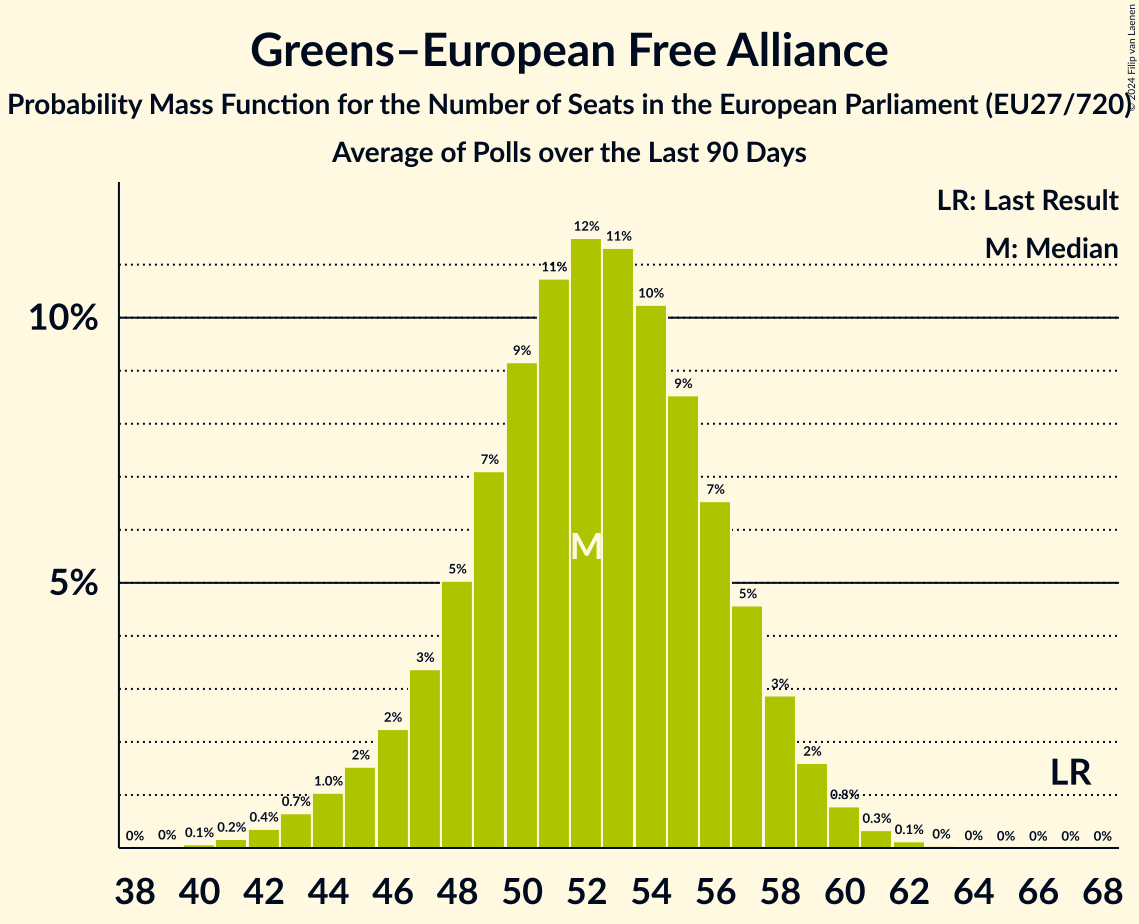 Greens–European Free Alliance
Probability Mass Function for the Number of Seats in the European Parliament (EU27/720)
Average of Polls over the Last 90 Days
© 2024 Filip van Laenen
LR: Last Result
M: Median
10%
5%
0% 0% 0.1% 0.2% 0.4% 0.7% 1.0% 2% 2% 3% 5% 7% 9% 11% 12% 11% 10% 9% 7% 5% 3% 2% 0.8% 0.3% 0.1% 0% 0% 0% 0% 0% 0%
M
LR
38 40 42 44 46 48 50 52 54 56 58 60 62 64 66 68